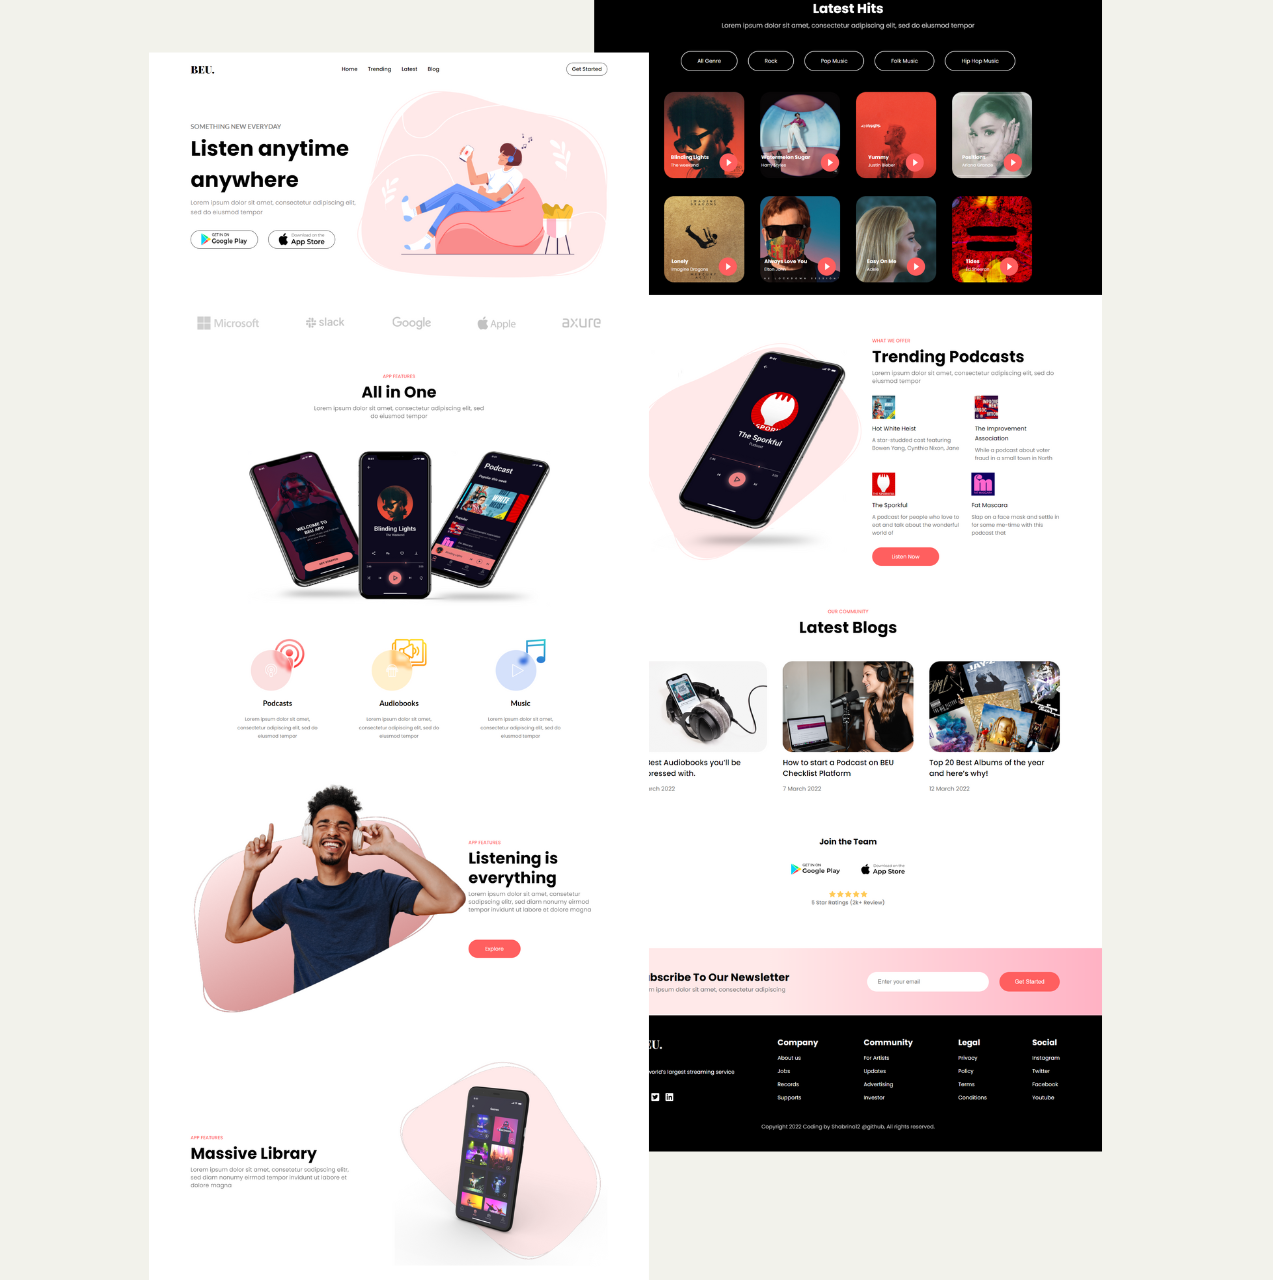 BEU.
Home
Trending
Latest
Blog
Get Started
SOMETHING NEW EVERYDAY
Listen anytime
anywhere
Lorem ipsum dolor sit amet, consectetur adipiscing elit,
sed do eiusmod tempor
GET IN ON
Google Play
Download on the
App Store
Microsoft
slack
Google
Apple
axure
APP FEATURES
All in One
Lorem ipsum dolor sit amet, consectetur adipiscing elit, sed
do eiusmod tempor
WELCOME TO
BEU APP
Blinding Lights
The Weeknd
Podcast
WHITE
HEIST
Podcasts
Lorem ipsum dolor sit amet,
consectetur adipiscing elit, sed do
eiusmod tempor
Audiobooks
Lorem ipsum dolor sit amet,
consectetur adipiscing elit, sed do
eiusmod tempor
Music
Lorem ipsum dolor sit amet,
consectetur adipiscing elit, sed do
eiusmod tempor
APP FEATURES
Listening is
everything
Lorem ipsum dolor sit amet, consetetur
sadipscing elitr, sed diam nonumy eirmod
tempor invidunt ut labore et dolore magna
Explore
APP FEATURES
Massive Library
Lorem ipsum dolor sit amet, consectetur sadipscing elitr,
sed diam nonumy eirmod tempor invidunt ut labore et
dolore magna
Latest Hits
Lorem ipsum dolor sit amet, consectetur adipiscing elit, sed do eiusmod tempor
All Genre
Rock
Pop Music
Folk Music
Hip Hop Music
Blinding Lights
The weekend
Watermelon Sugar
Harry Styles
Yummy
Justin Bieber
Positions
Ariana Grande
Lonely
Imagine Dragons
Always Love You
Elton John
Easy On Me
Adele
Tides
Ed Sheeran
WHAT WE OFFER
Trending Podcasts
Lorem ipsum dolor sit amet, consectetur adipiscing elit, sed do
eiusmod tempor
The Sporkful
Podcast
Hot White Heist
A star-studded cast featuring
Bowen Yang, Cynthia Nixon, Jane
The Improvement
Association
While a podcast about voter
fraud in a small town in North
The Sporkful
A podcast for people who love to
eat and talk about the wonderful
world of
Fat Mascara
Slap on a face mask and settle in
for some me-time with this
podcast that
Listen Now
OUR COMMUNITY
Latest Blogs
est Audiobooks you'll be
pressed with.
arch 2022
How to start a Podcast on BEU
Checklist Platform
7 March 2022
Top 20 Best Albums of the year
and here's why!
12 March 2022
Join the Team
GET IN ON
Google Play
Download on the
App Store
5 Star Ratings (2k+ Review)
ubscribe To Our Newsletter
m ipsum dolor sit amet, consectetur adipiscing
Enter your email
Get Started
EU.
world's largest streaming service
Company
About us
Jobs
Records
Supports
Community
For Artists
Updates
Advertising
Investor
Legal
Privacy
Policy
Terms
Conditions
Social
Instagram
Twitter
Facebook
Youtube
Copyright 2022 Coding by Shabrina12 @github. All rights reserved.